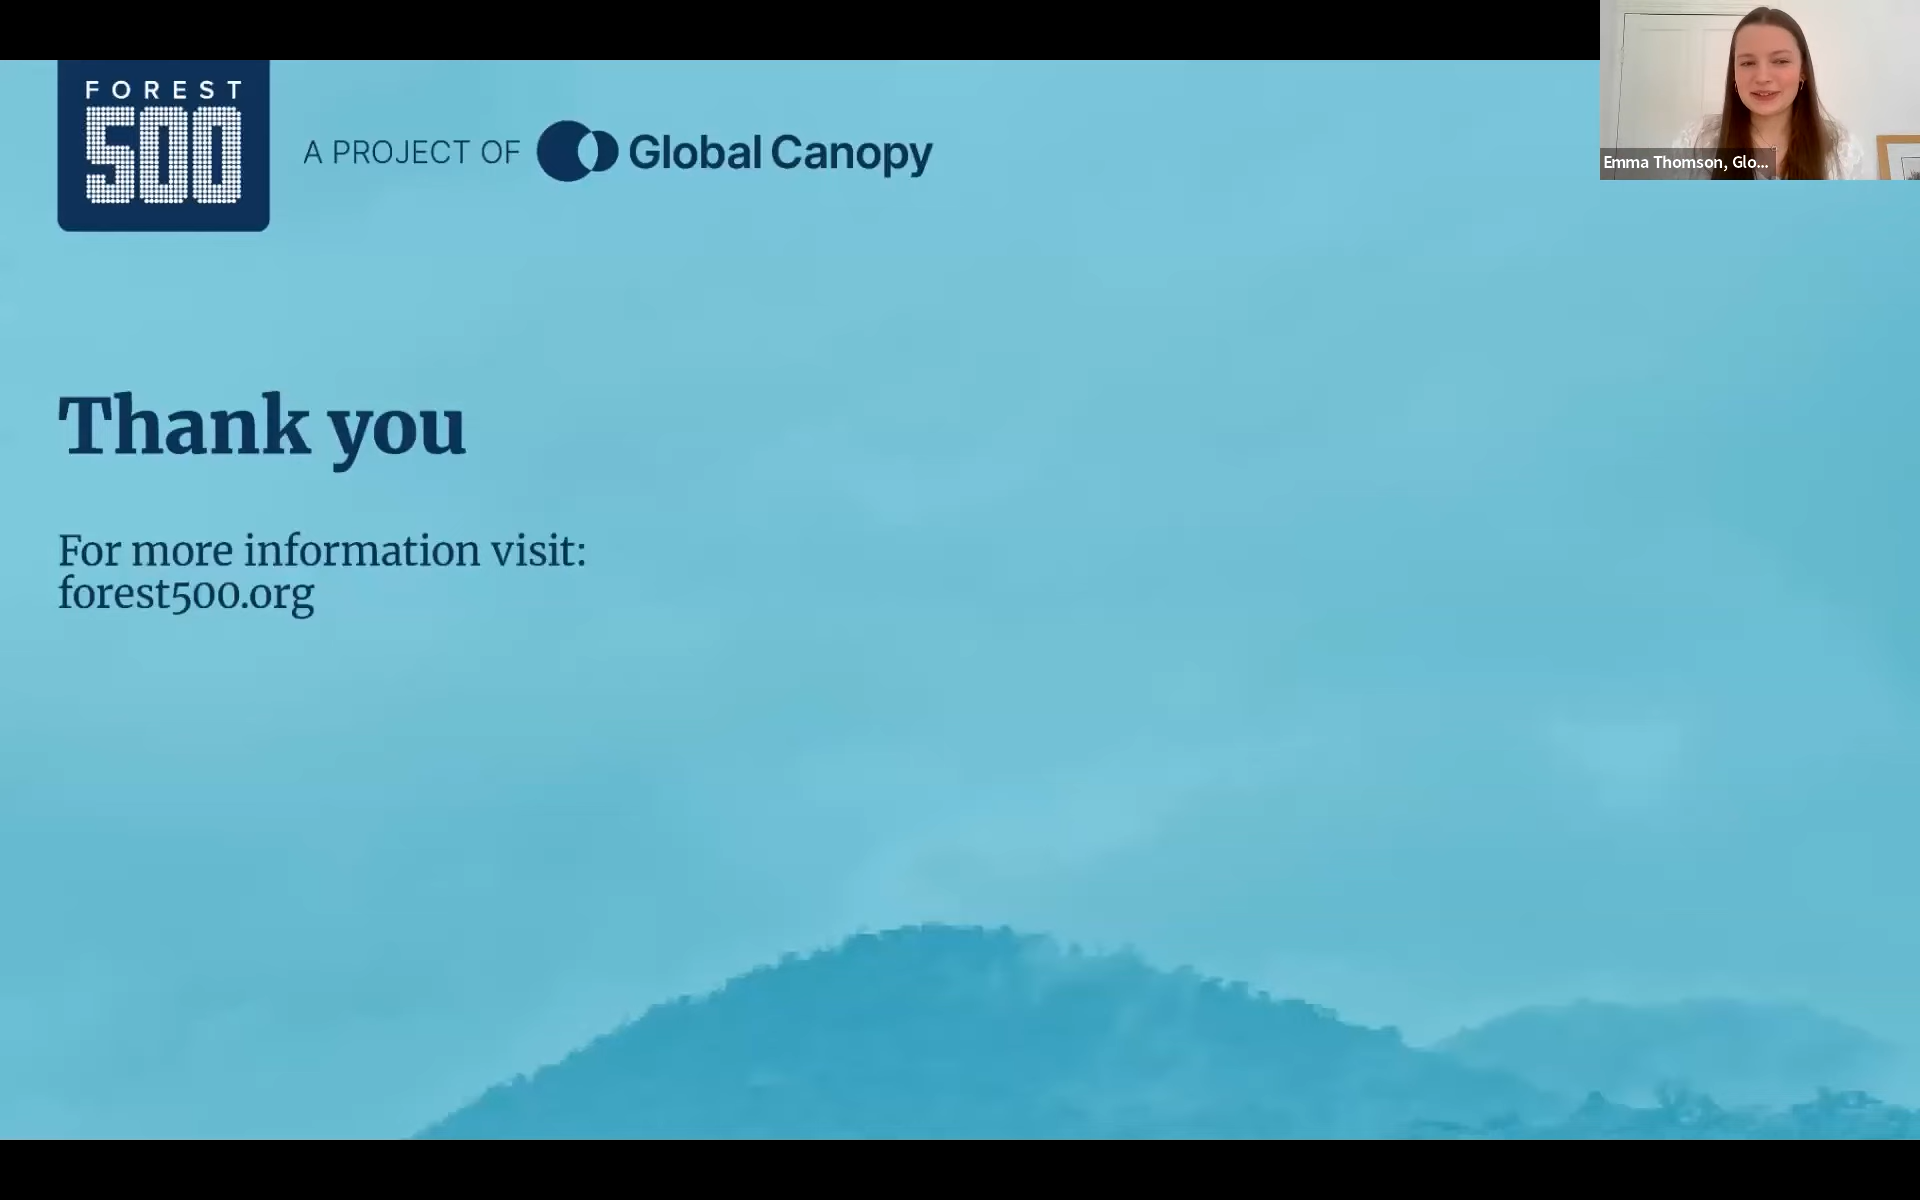 FOREST
500
A PROJECT OF Global Canopy
Emma Thomson, Glo...
Thank you
For more information visit:
forest500.org